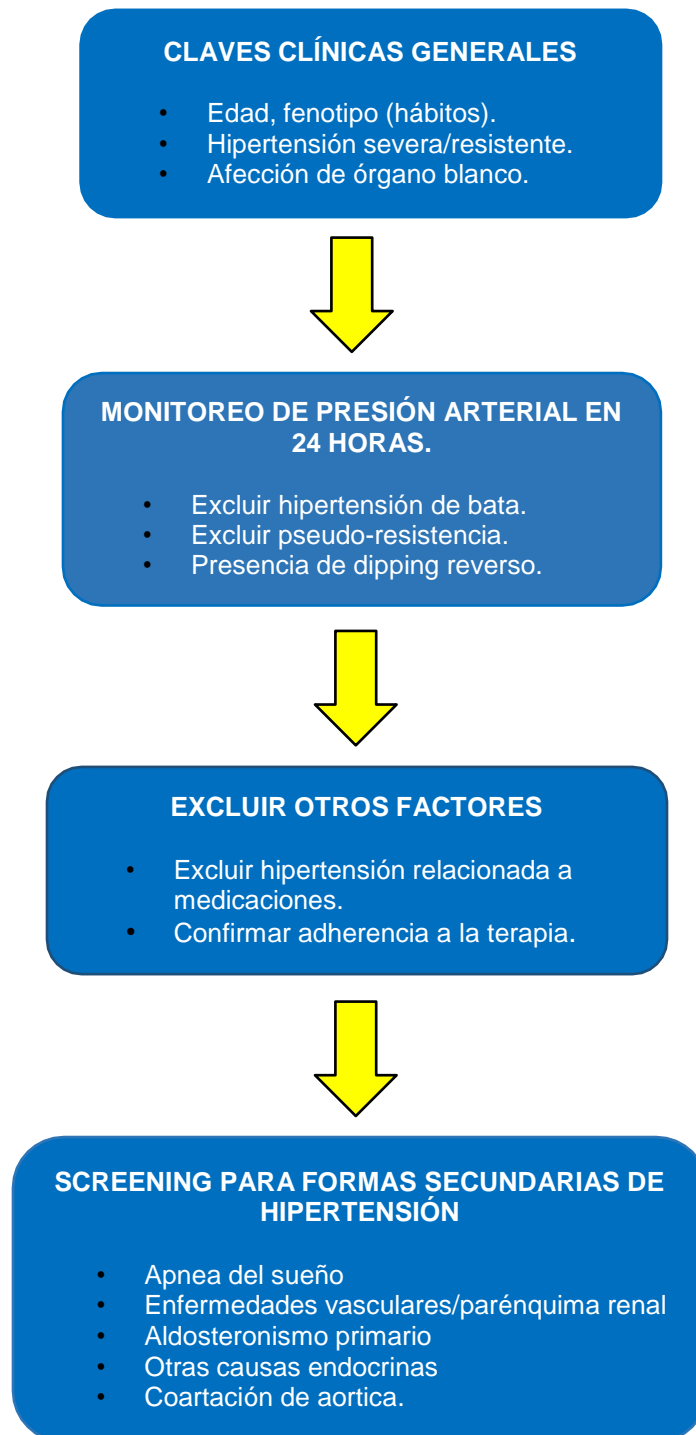 CLAVES CLÍNICAS GENERALES
• Edad, fenotipo (hábitos).
• Hipertensión severa/resistente.
• Afección de órgano blanco.
MONITOREO DE PRESIÓN ARTERIAL EN
24 HORAS.
• Excluir hipertensión de bata.
• Excluir pseudo-resistencia.
• Presencia de dipping reverso.
EXCLUIR OTROS FACTORES
• Excluir hipertensión relacionada a
medicaciones.
• Confirmar adherencia a la terapia.
SCREENING PARA FORMAS SECUNDARIAS DE
HIPERTENSIÓN
• Apnea del sueño
• Enfermedades vasculares/parénquima renal
• Aldosteronismo primario
• Otras causas endocrinas
• Coartación de aortica.